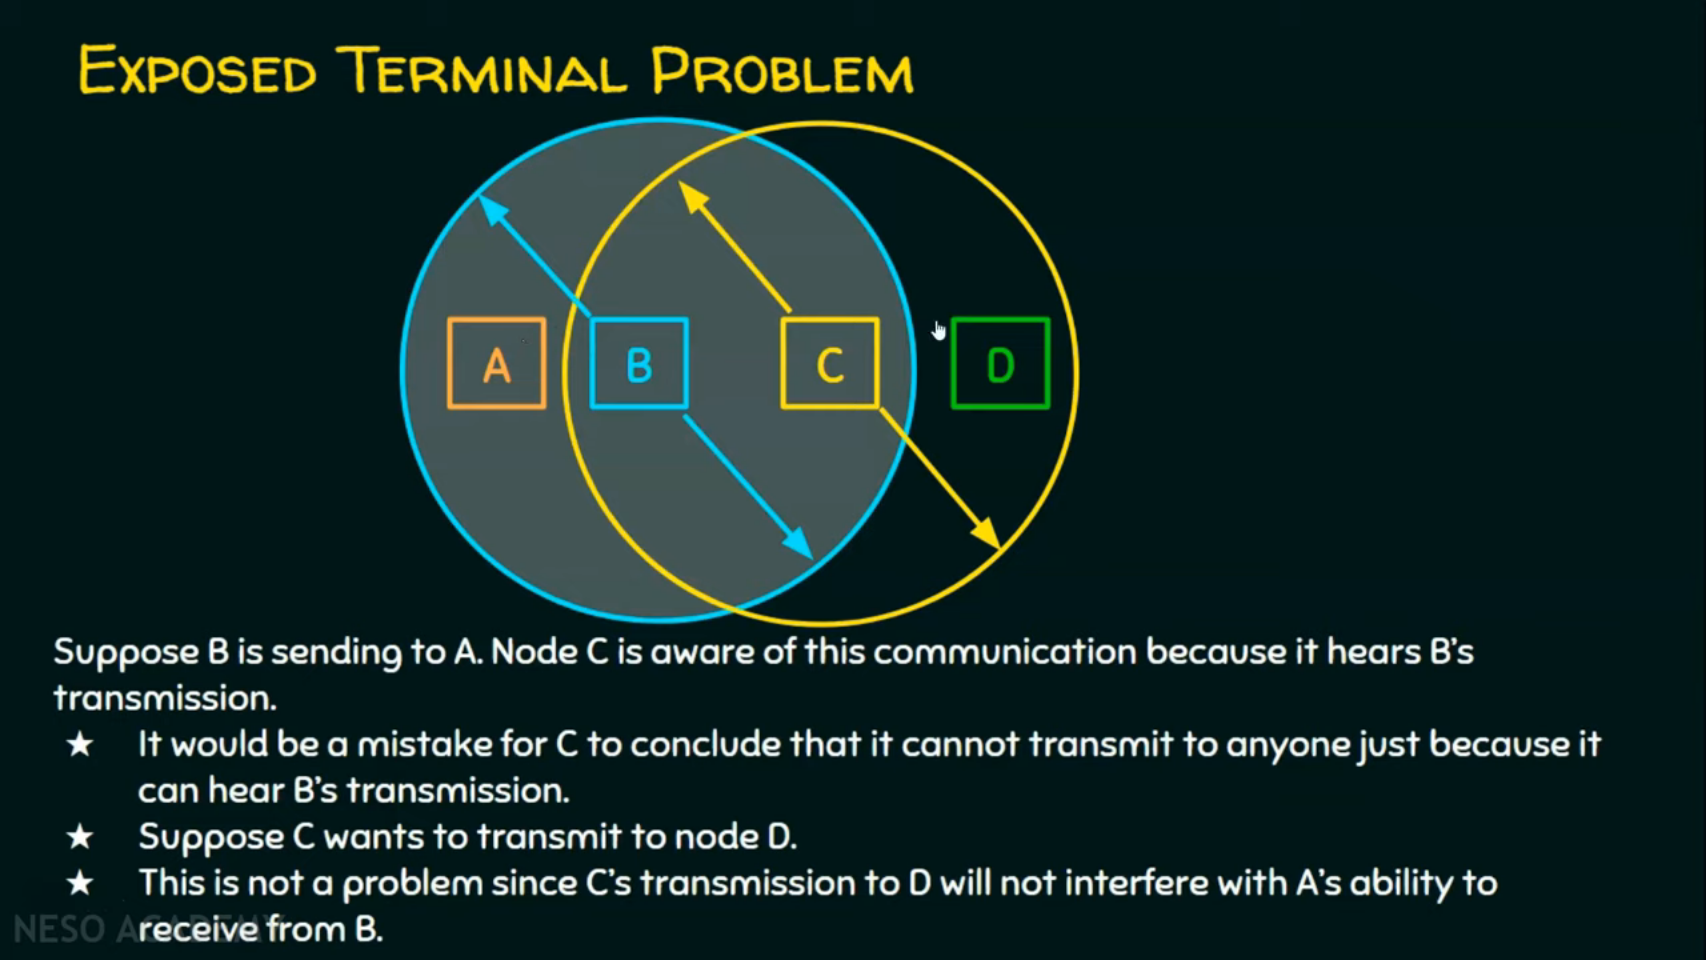 EXPOSED TERMINAL PROBLEM
A B C D
Suppose B is sending to A. Node C is aware of this communication because it hears B's
transmission.
★ It would be a mistake for C to conclude that it cannot transmit to anyone just because it
can hear B's transmission.
★ Suppose C wants to transmit to node D.
★ This is not a problem since C's transmission to D will not interfere with A's ability to
receive from B.
NESO ACADEMY